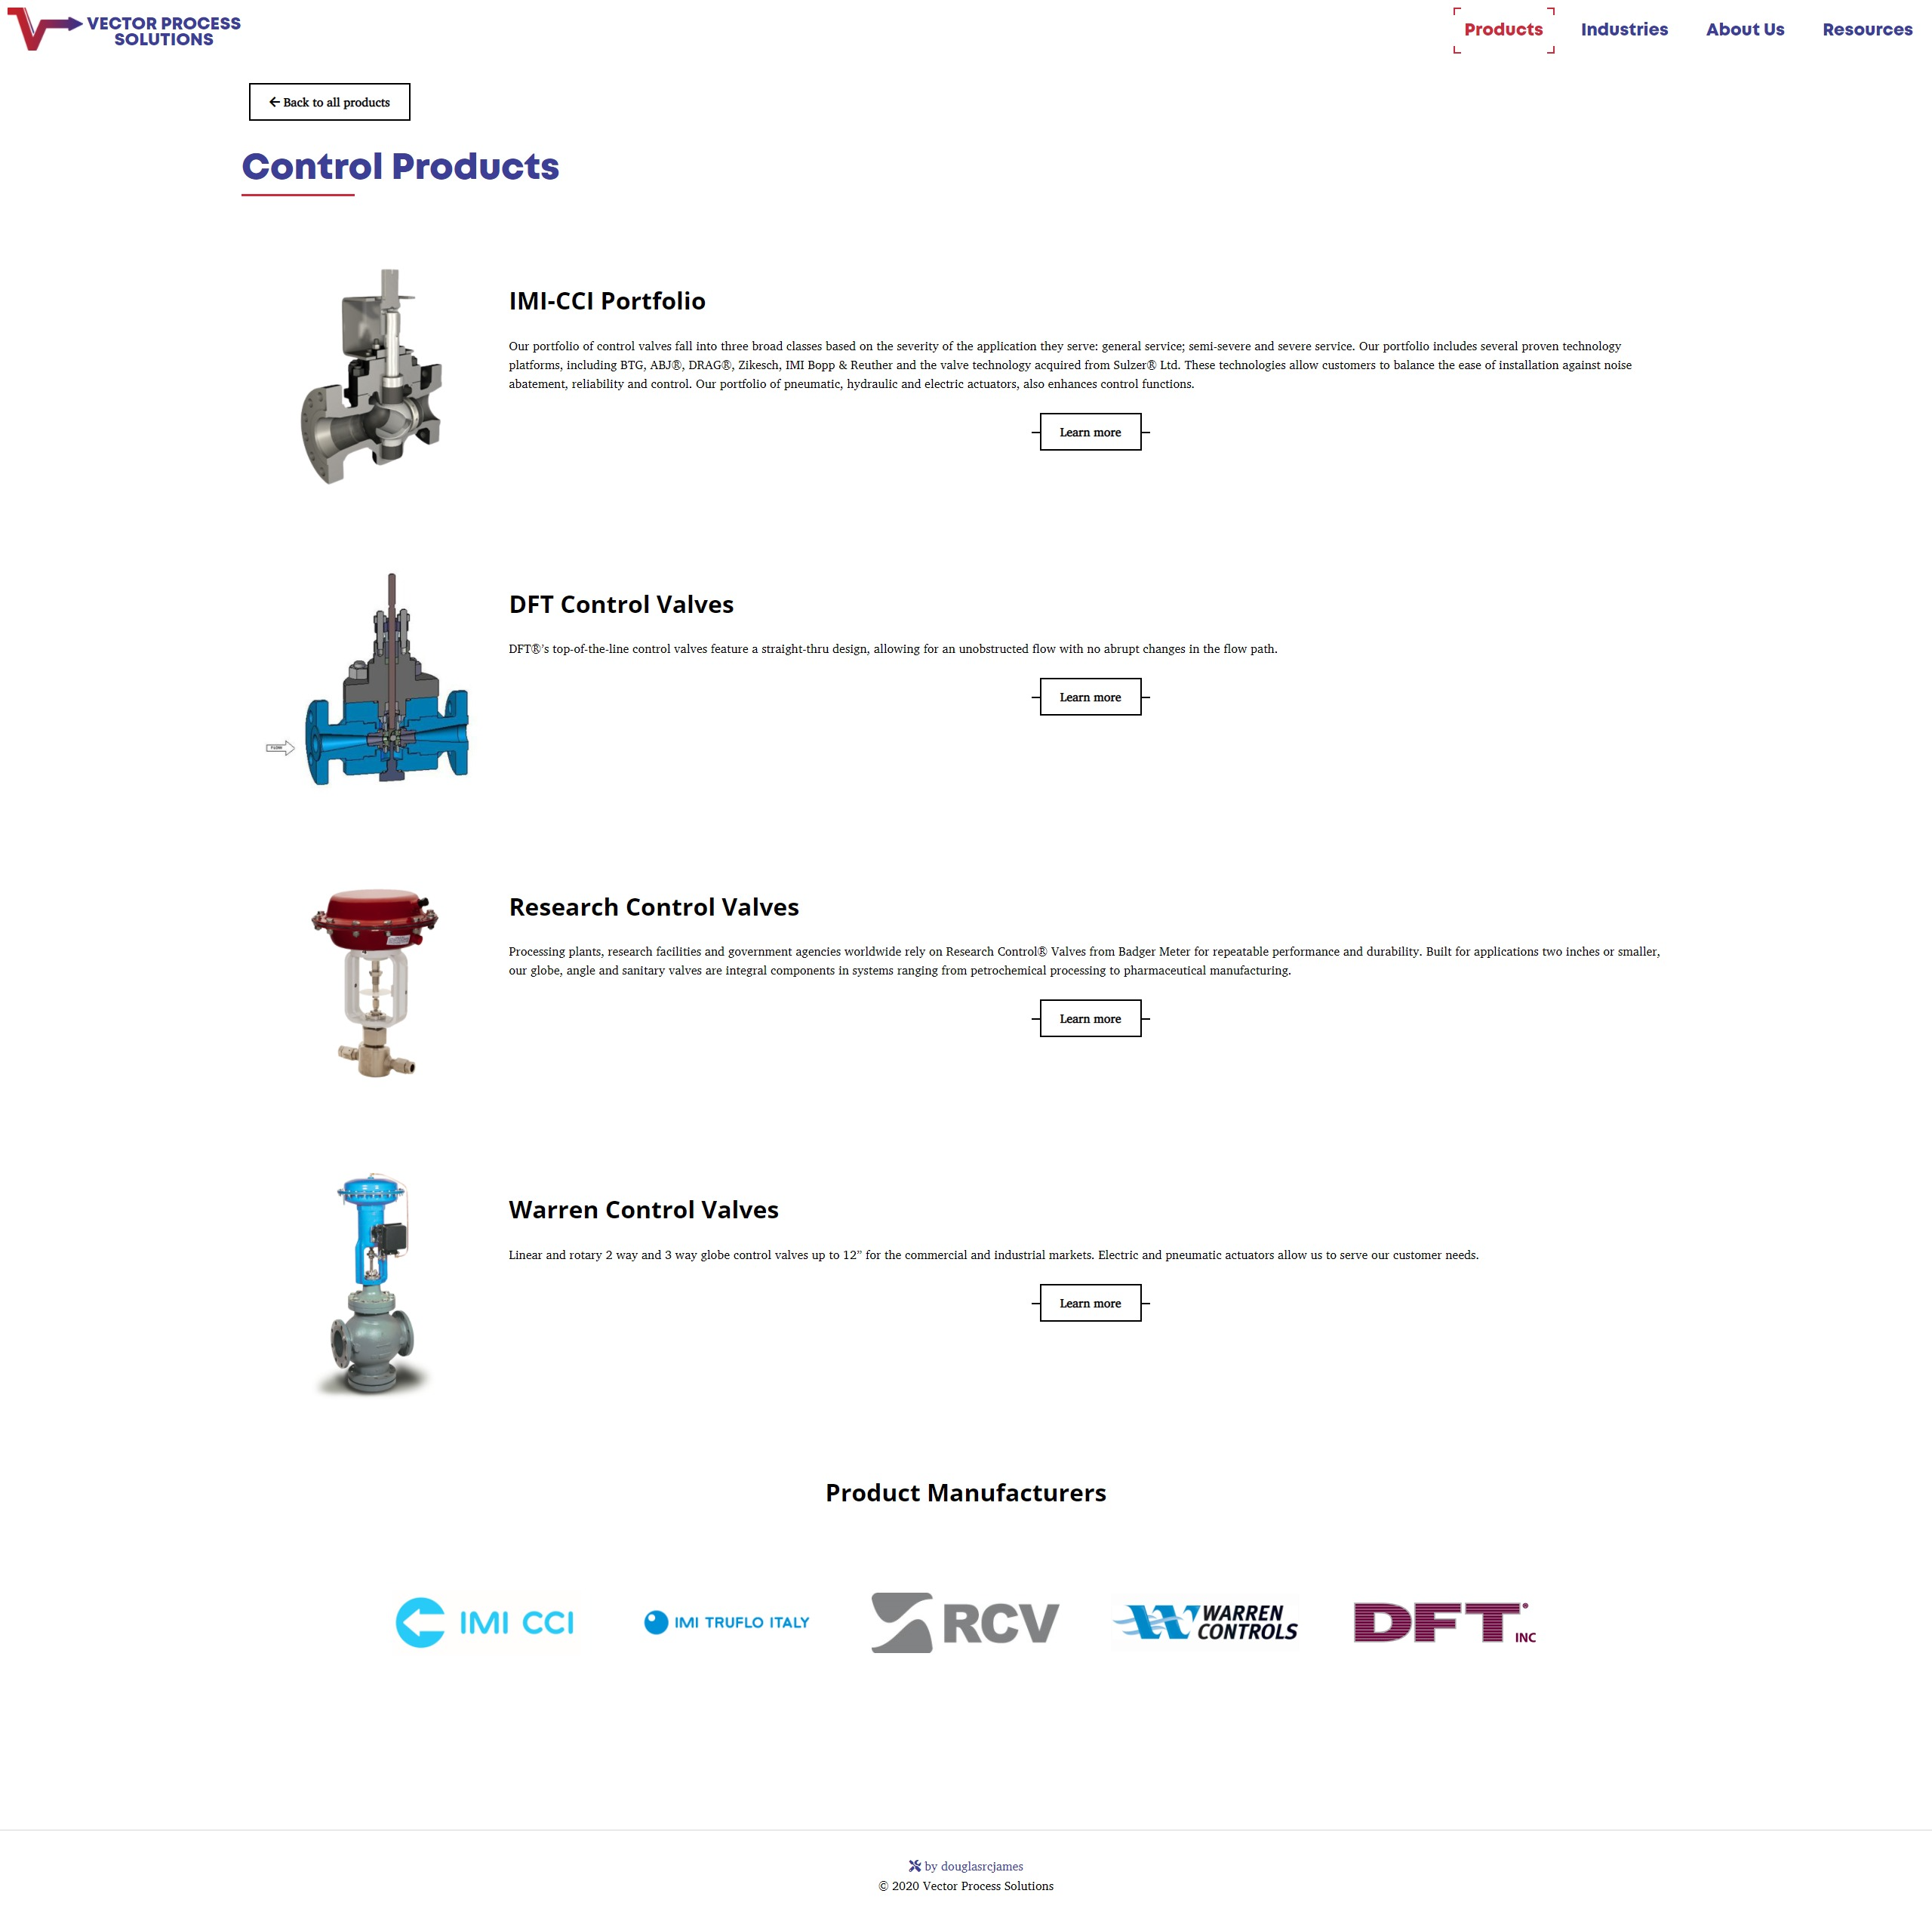 VECTOR PROCESS
SOLUTIONS
Products
Industries
About Us
Resources
Back to all products
Control Products
IMI-CCI Portfolio
Our portfolio of control valves fall into three broad classes based on the severity of the application they serve: general service; semi-severe and severe service. Our portfolio includes several proven technology
platforms, including BTG, ABJ®, DRAG®, Zikesch, IMI Bopp & Reuther and the valve technology acquired from Sulzer® Ltd. These technologies allow customers to balance the ease of installation against noise
abatement, reliability and control. Our portfolio of pneumatic, hydraulic and electric actuators, also enhances control functions.
Learn more
DFT Control Valves
DFT®'s top-of-the-line control valves feature a straight-thru design, allowing for an unobstructed flow with no abrupt changes in the flow path.
Learn more
FLOW
Research Control Valves
Processing plants, research facilities and government agencies worldwide rely on Research Control® Valves from Badger Meter for repeatable performance and durability. Built for applications two inches or smaller,
our globe, angle and sanitary valves are integral components in systems ranging from petrochemical processing to pharmaceutical manufacturing.
Learn more
Warren Control Valves
Linear and rotary 2 way and 3 way globe control valves up to 12” for the commercial and industrial markets. Electric and pneumatic actuators allow us to serve our customer needs.
Learn more
Product Manufacturers
IMI CCI
IMI TRUFLO ITALY
RCV
WARREN
CONTROLS
DFT®
INC
by douglasrcjames
© 2020 Vector Process Solutions